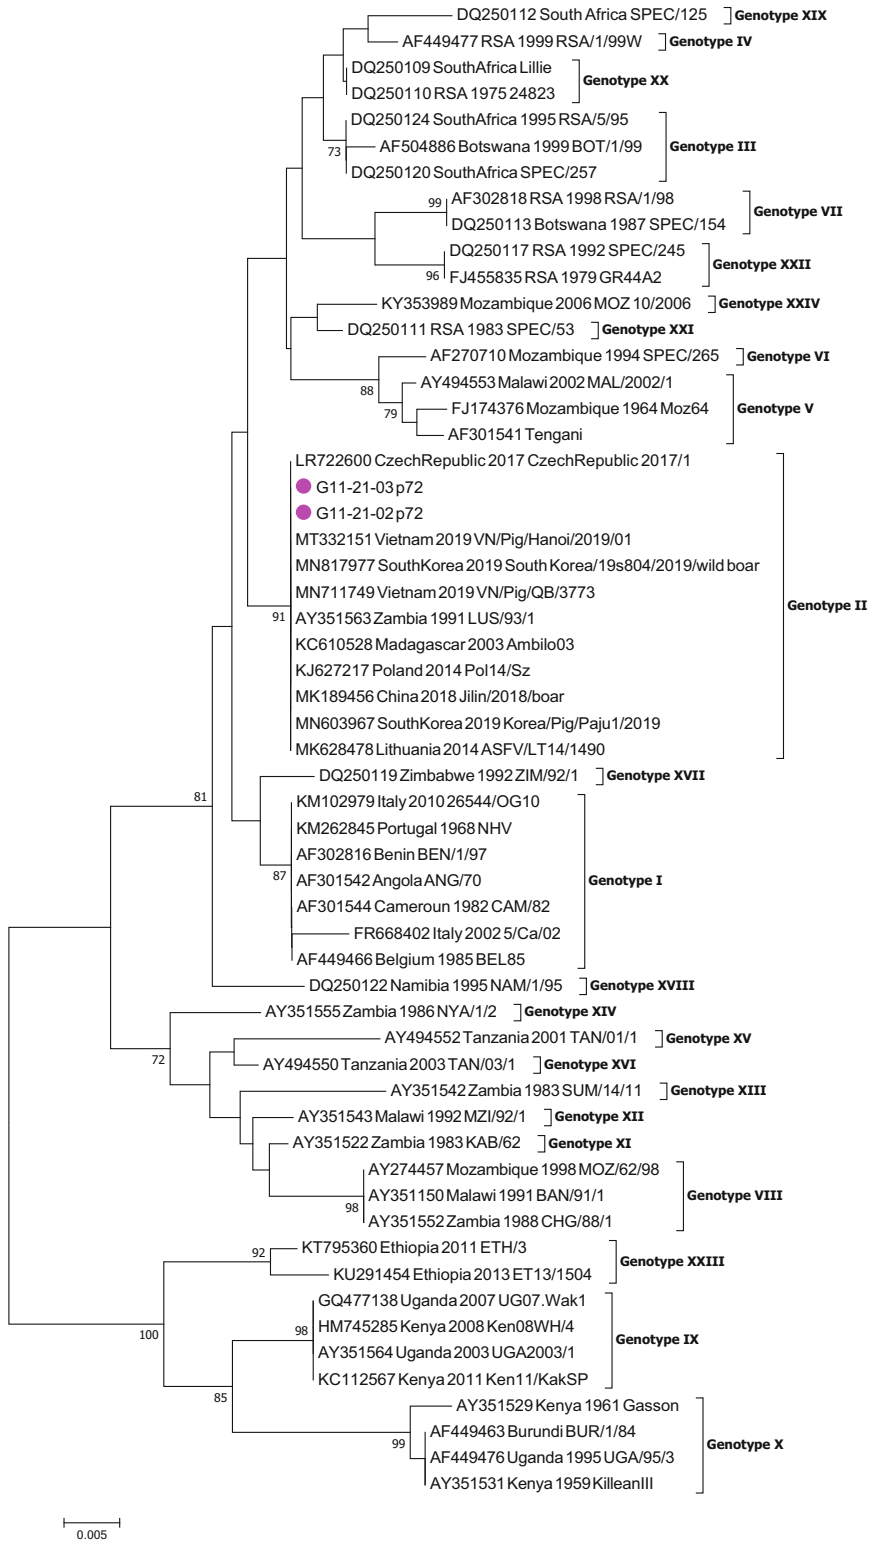 DQ250112 South Africa SPEC/125 Genotype XIX
AF449477 RSA 1999 RSA/1/99W Genotype IV
DQ250109 SouthAfrica Lillie
Genotype XX
DQ250110 RSA 1975 24823
DQ250124 SouthAfrica 1995 RSA/5/95
AF504886 Botswana 1999 BOT/1/99 Genotype III
73
DQ250120 SouthAfrica SPEC/257
99 AF302818 RSA 1998 RSA/1/98
Genotype VII
DQ250113 Botswana 1987 SPEC/154
DQ250117 RSA 1992 SPEC/245
Genotype XXII
96 FJ455835 RSA 1979 GR44A2
KY353989 Mozambique 2006 MOZ 10/2006 Genotype XXIV
DQ250111 RSA 1983 SPEC/53 Genotype XXI
AF270710 Mozambique 1994 SPEC/265 Genotype VI
88 AY494553 Malawi 2002 MAL/2002/1
79 FJ174376 Mozambique 1964 Moz64 Genotype V
AF301541 Tengani
LR722600 CzechRepublic 2017 CzechRepublic 2017/1
G11-21-03 p72
G11-21-02 p72
MT332151 Vietnam 2019 VN/Pig/Hanoi/2019/01
MN817977 SouthKorea 2019 South Korea/19s804/2019/wild boar
MN711749 Vietnam 2019 VN/Pig/QB/3773
Genotype II
91 AY351563 Zambia 1991 LUS/93/1
KC610528 Madagascar 2003 Ambilo03
KJ627217 Poland 2014 Pol14/Sz
MK189456 China 2018 Jilin/2018/boar
MN603967 SouthKorea 2019 Korea/Pig/Paju1/2019
MK628478 Lithuania 2014 ASFV/LT14/1490
DQ250119 Zimbabwe 1992 ZIM/92/1 Genotype XVII
81 KM102979 Italy 2010 26544/OG10
KM262845 Portugal 1968 NHV
AF302816 Benin BEN/1/97
87 AF301542 Angola ANG/70 Genotype I
AF301544 Cameroun 1982 CAM/82
FR668402 Italy 2002 5/Ca/02
AF449466 Belgium 1985 BEL85
DQ250122 Namibia 1995 NAM/1/95 Genotype XVIII
AY351555 Zambia 1986 NYA/1/2 Genotype XIV
AY494552 Tanzania 2001 TAN/01/1 Genotype XV
72 AY494550 Tanzania 2003 TAN/03/1 Genotype XVI
AY351542 Zambia 1983 SUM/14/11 Genotype XIII
AY351543 Malawi 1992 MZI/92/1 Genotype XII
AY351522 Zambia 1983 KAB/62 Genotype XI
AY274457 Mozambique 1998 MOZ/62/98
AY351150 Malawi 1991 BAN/91/1 Genotype VIII
98
AY351552 Zambia 1988 CHG/88/1
92 KT795360 Ethiopia 2011 ETH/3
Genotype XXIII
KU291454 Ethiopia 2013 ET13/1504
GQ477138 Uganda 2007 UG07.Wak1
100 98 HM745285 Kenya 2008 Ken08WH/4
Genotype IX
AY351564 Uganda 2003 UGA2003/1
KC112567 Kenya 2011 Ken11/KakSP
85
AY351529 Kenya 1961 Gasson
AF449463 Burundi BUR/1/84
99 Genotype X
AF449476 Uganda 1995 UGA/95/3
AY351531 Kenya 1959 KilleanIII
0.005